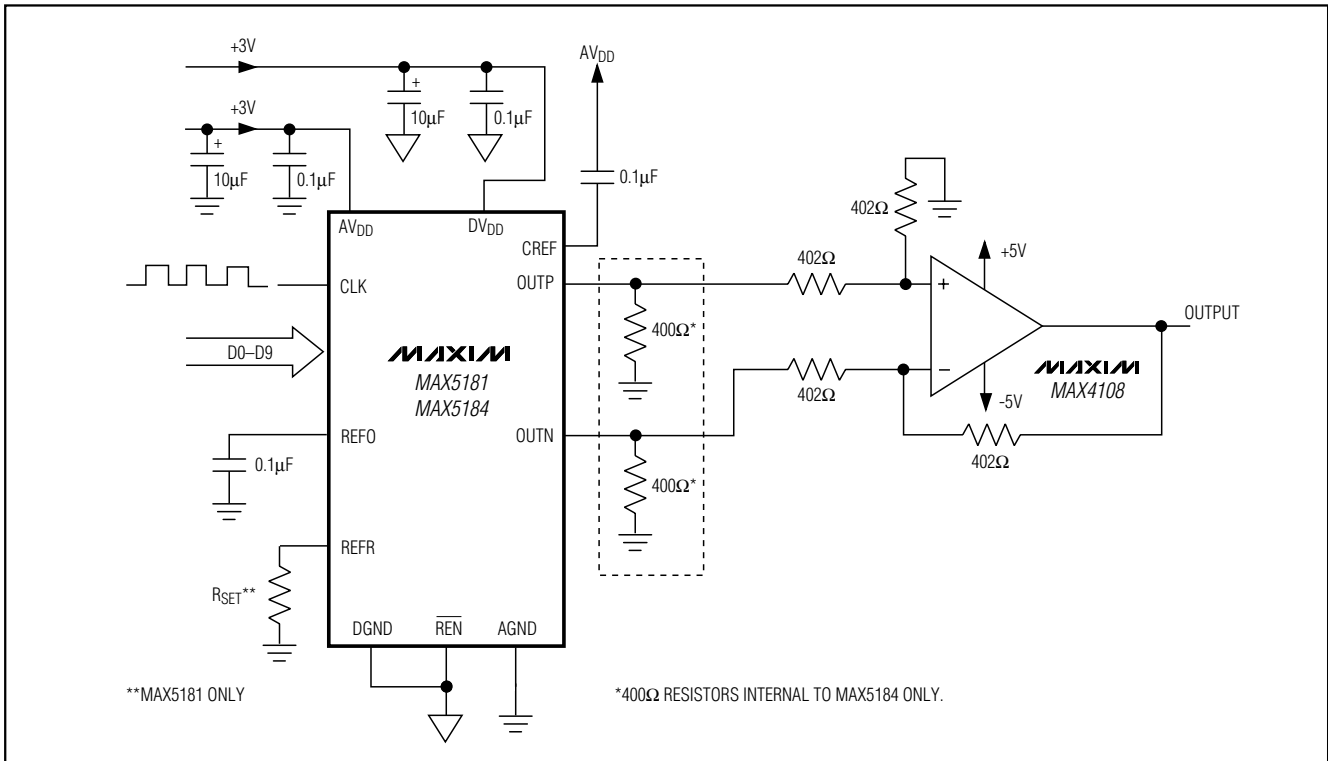 +3V
AVDD
+3V
10µF
0.1µF
+
+
10µF
0.1µF
0.1µF
402Ω
AVDD
DVDD
CREF
+5V
402Ω
CLK
OUTP
+
OUTPUT
400Ω*
D0–D9
MAXIM
MAXIM
MAX5181
MAX4108
MAX5184
−
-5V
402Ω
REFO
OUTN
402Ω
0.1µF
400Ω*
REFR
RSET**
DGND
REN
AGND
**MAX5181 ONLY
*400Ω RESISTORS INTERNAL TO MAX5184 ONLY.